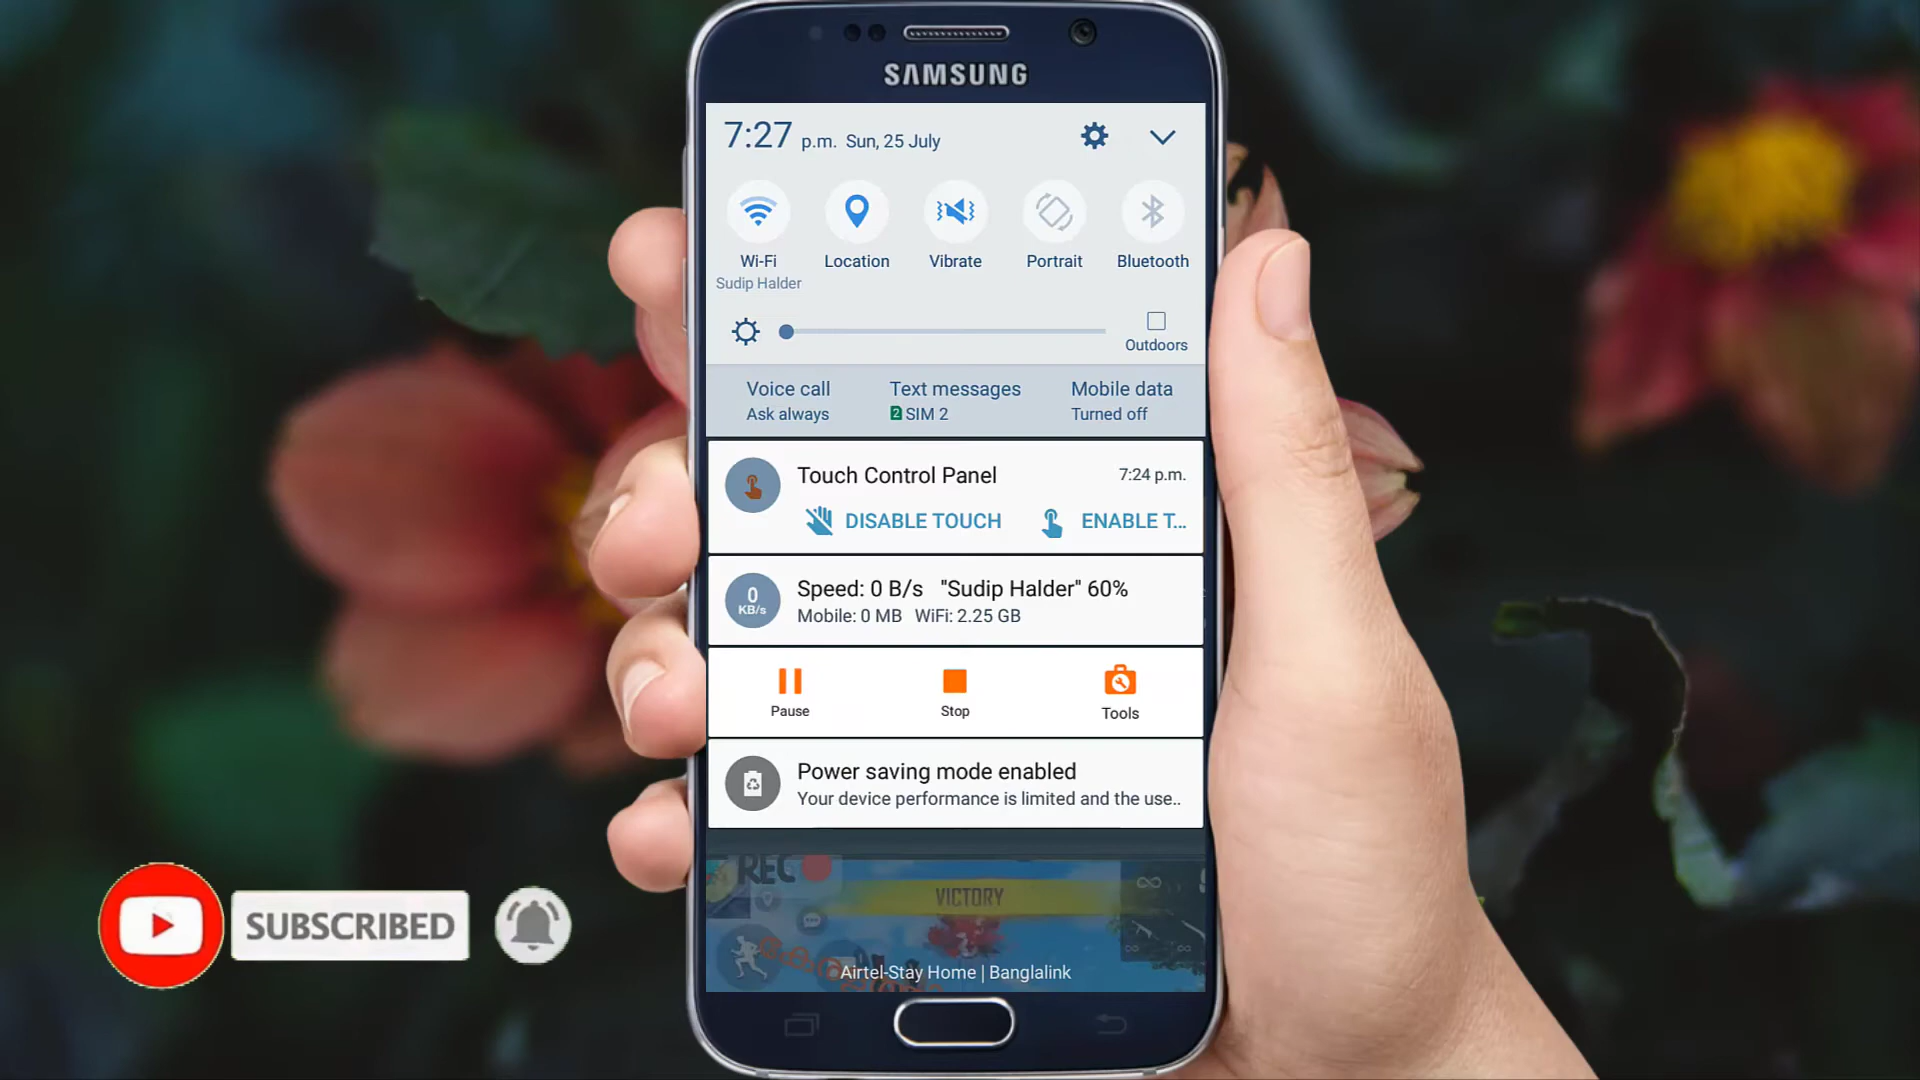 SAMSUNG
7:27 p.m. Sun, 25 July
Wi-Fi
Sudip Halder
Location
Vibrate
Portrait
Bluetooth
Outdoors
Voice call
Ask always
Text messages
2 SIM 2
Mobile data
Turned off
Touch Control Panel
7:24 p.m.
DISABLE TOUCH
ENABLE T...
0
KB/s
Speed: 0 B/s "Sudip Halder" 60%
Mobile: 0 MB WiFi: 2.25 GB
Pause
Stop
Tools
Power saving mode enabled
Your device performance is limited and the use..
REC
VICTORY
Airtel-Stay Home | Banglalink
SUBSCRIBED